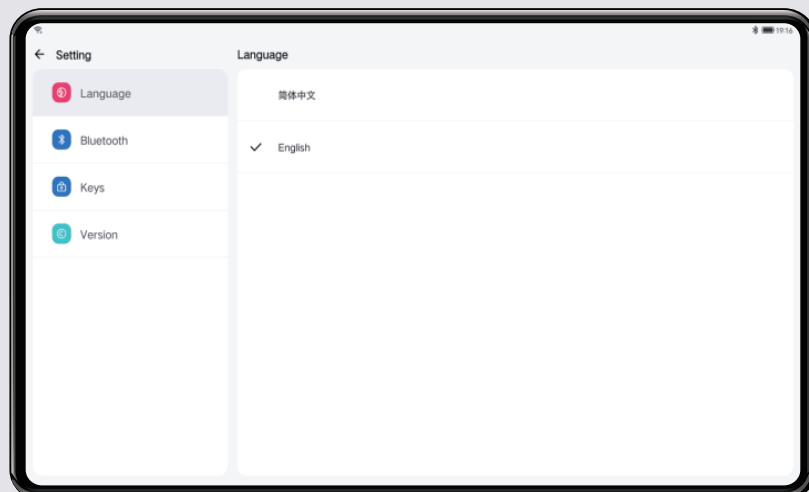 19:16
Setting
Language
Language
Bluetooth
Keys
Version
简体中文
English